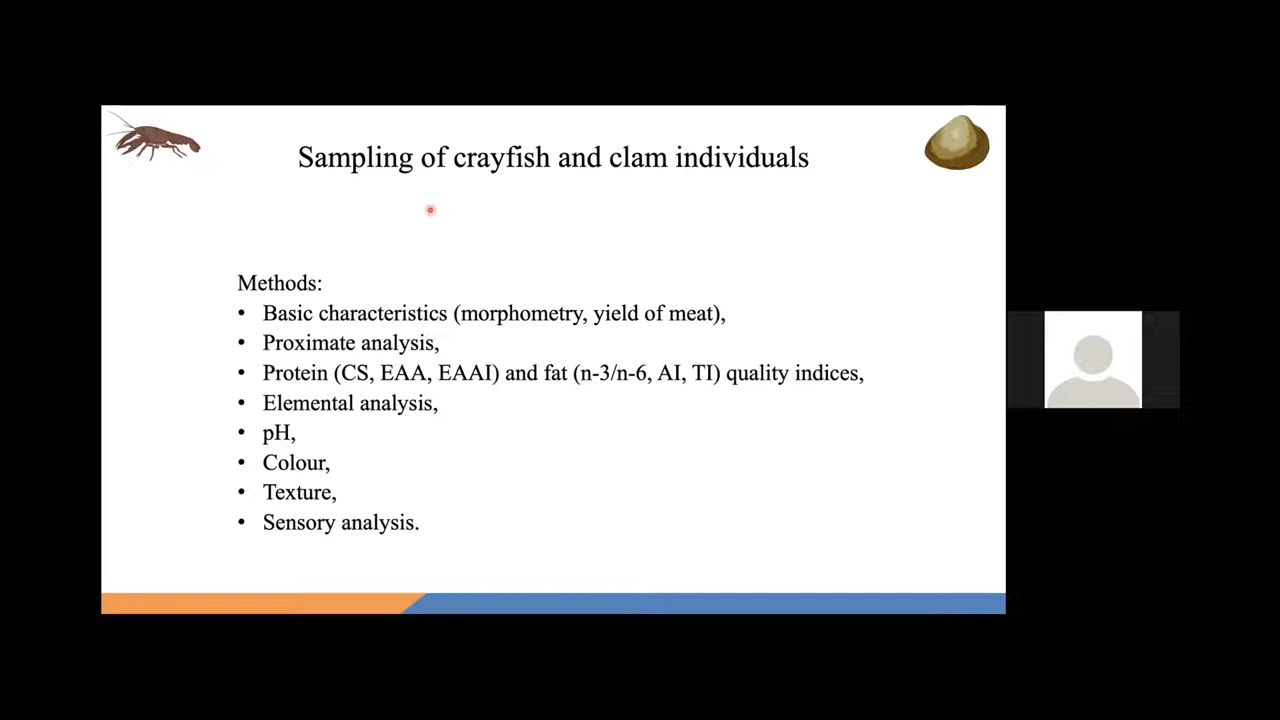 Sampling of crayfish and clam individuals
Methods:
• Basic characteristics (morphometry, yield of meat),
• Proximate analysis,
• Protein (CS, EAA, EAAI) and fat (n-3/n-6, AI, TI) quality indices,
• Elemental analysis,
• pH,
• Colour,
• Texture,
• Sensory analysis.